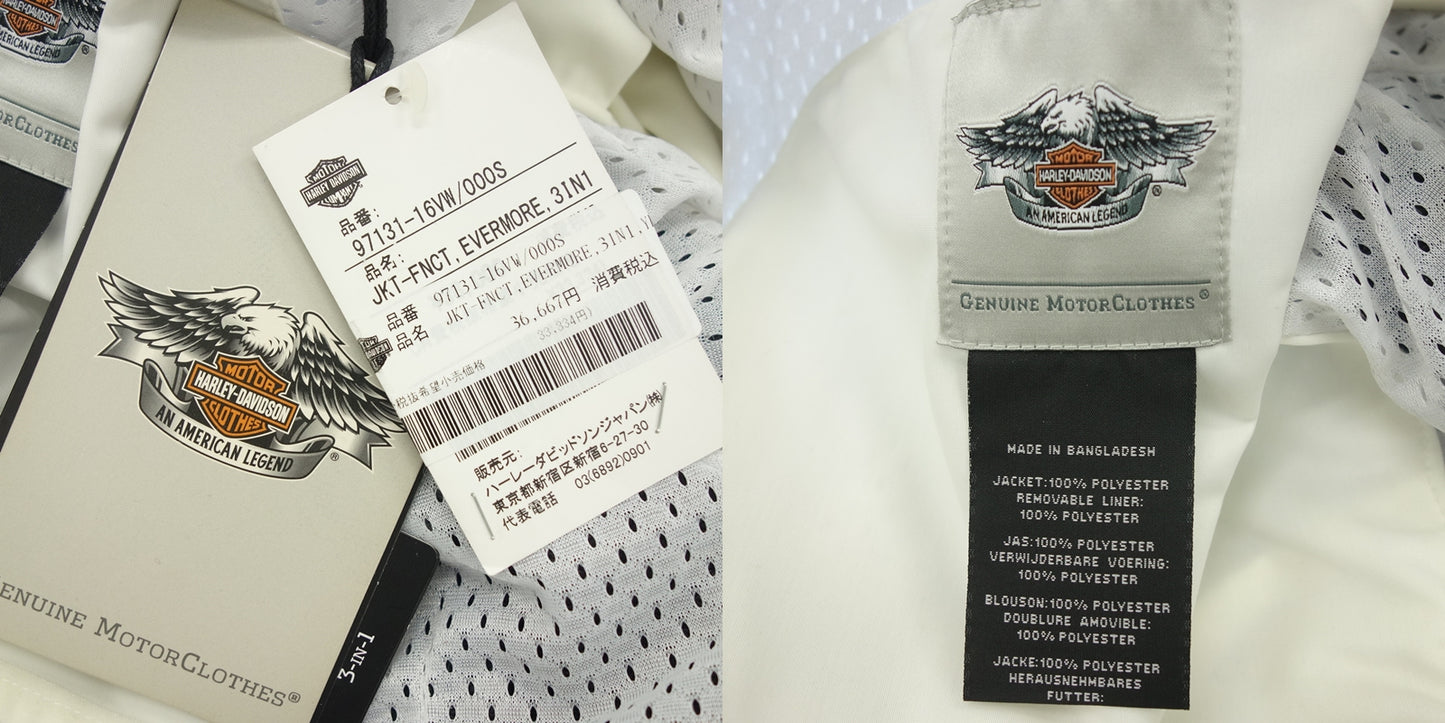 AMERICAN LEGEND®
MOTORCLOTHES
MOTOR
HARLEY-DAVIDSON
CLOTHES
AN AMERICAN LEGEND
®
GENUINE MOTORCLOTHES®
3-IN-1
MOTOR
HARLEY-DAVIDSON
品番:
97131-16VW/000S
品名:
JKT-FNCT,EVERMORE,3IN1
品番 97131-16VW/000S
品名 JKT-FNCT,EVERMORE,3IN1,
36,667円 消費税込
33,334円)
税抜希望小売価格
販売元:
ハーレーダビッドソンジャパン㈱
東京都新宿区新宿6-27-30
代表電話 03(6892)0901
MOTOR
HARLEY-DAVIDSON
CLOTHES
®
AN AMERICAN LEGEND
GENUINE MOTORCLOTHES®
MADE IN BANGLADESH
JACKET:100% POLYESTER
REMOVABLE LINER:
100% POLYESTER
JAS:100% POLYESTER
VERWIJDERBARE VOERING:
100% POLYESTER
BLOUSON:100% POLYESTER
DOUBLURE AMOVIBLE:
100% POLYESTER
JACKE:100% POLYESTER
HERAUSNEHMBARES
FUTTER: